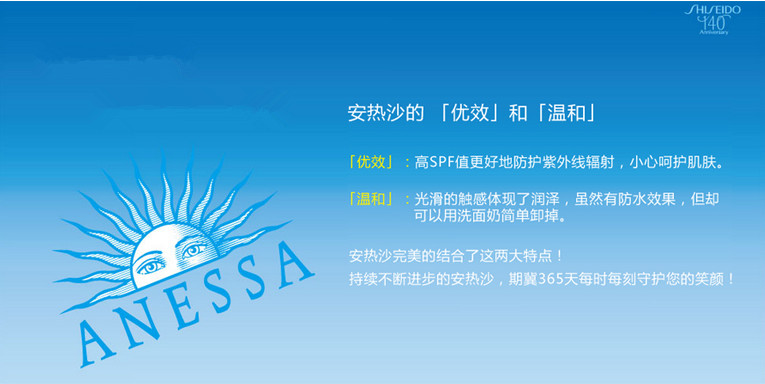 SHISEIDO
140
Anniversary
安热沙的 「优效」和「温和」
「优效」：高SPF值更好地防护紫外线辐射，小心呵护肌肤。
「温和」：光滑的触感体现了润泽，虽然有防水效果，但却
可以用洗面奶简单卸掉。
安热沙完美的结合了这两大特点！
持续不断进步的安热沙，期翼365天每时每刻守护您的笑颜！
ANESSA